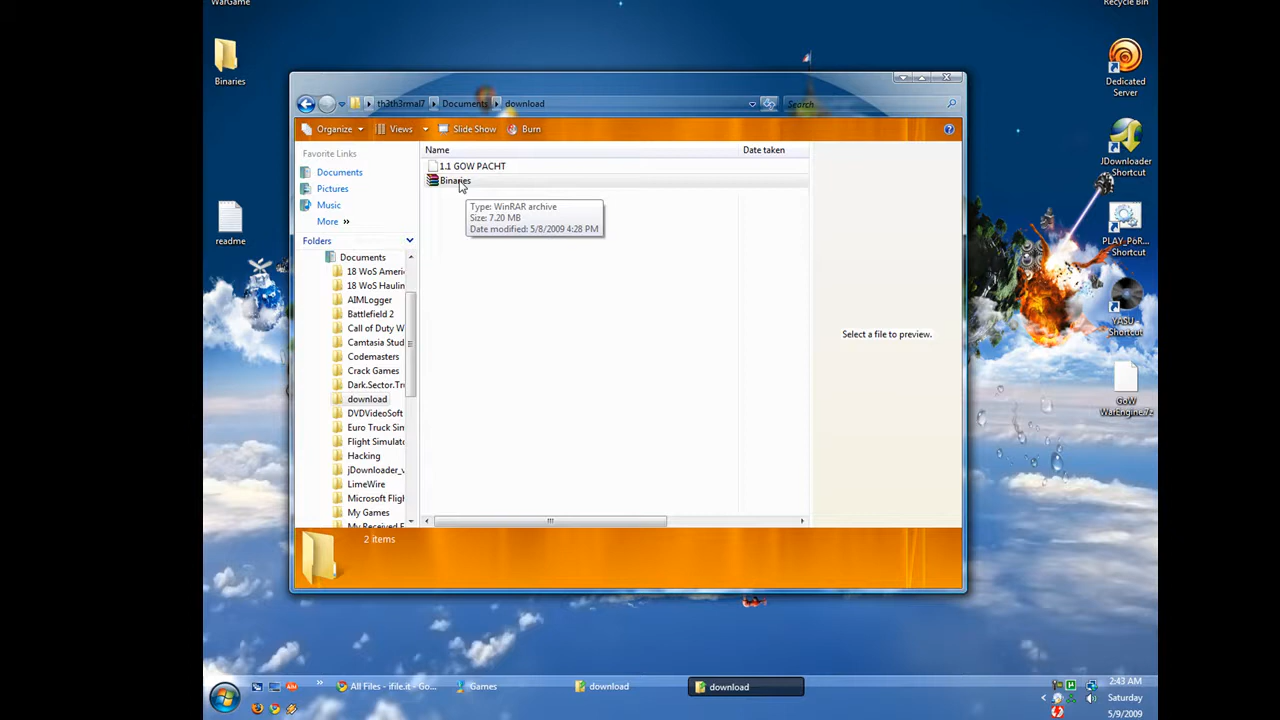 WarGame
Recycle Bin
Binaries
Dedicated
Server
JDownloader -
Shortcut
PLAY_PoR...
- Shortcut
YASU -
Shortcut
GoW
WarEngine.7z
readme
th3th3rmal7
Documents
download
Search
Organize
Views
Slide Show
Burn
Favorite Links
Documents
Pictures
Music
More »
Folders
Documents
18 WoS Ameri
18 WoS Haulin
AIMLogger
Battlefield 2
Call of Duty W
Camtasia Stud
Codemasters
Crack Games
Dark.Sector.Tr
download
DVDVideoSoft
Euro Truck Sim
Flight Simulat
Hacking
jDownloader_v
LimeWire
Microsoft Fligh
My Games
My Received F
Name
Date taken
1.1 GOW PACHT
Binaries
Type: WinRAR archive
Size: 7.20 MB
Date modified: 5/8/2009 4:28 PM
Select a file to preview.
2 items
All Files - ifile.it - Go...
Games
download
download
2:43 AM
Saturday
5/9/2009